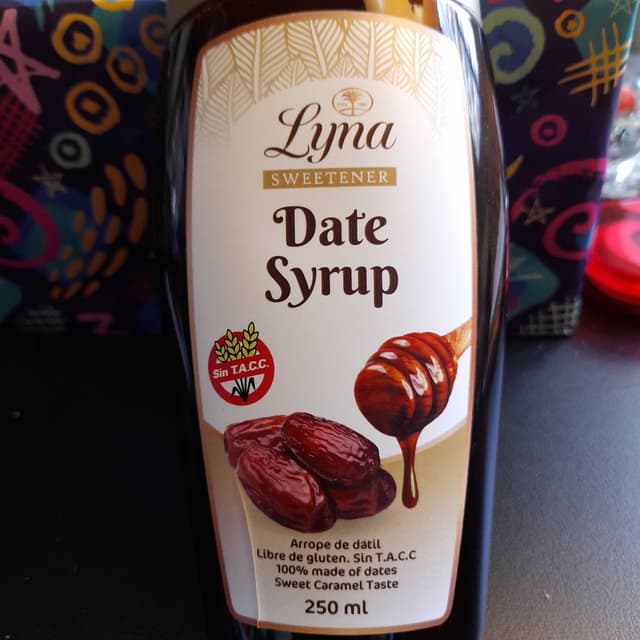 Lyna
SWEETENER
Date
Syrup
Sin T.A.C.C.
Arrope de dátil
Libre de gluten. Sin T.A.C.C
100% made of dates
Sweet Caramel Taste
250 ml